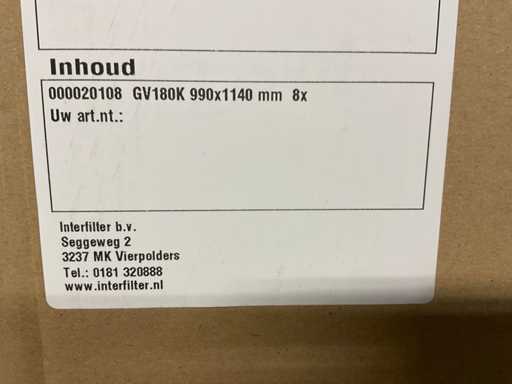 Inhoud
000020108 GV180K 990x1140 mm 8x
Uw art.nt.:
Interfilter b.v.
Seggeweg 2
3237 MK Vierpolders
Tel.: 0181 320888
www.interfilter.nl